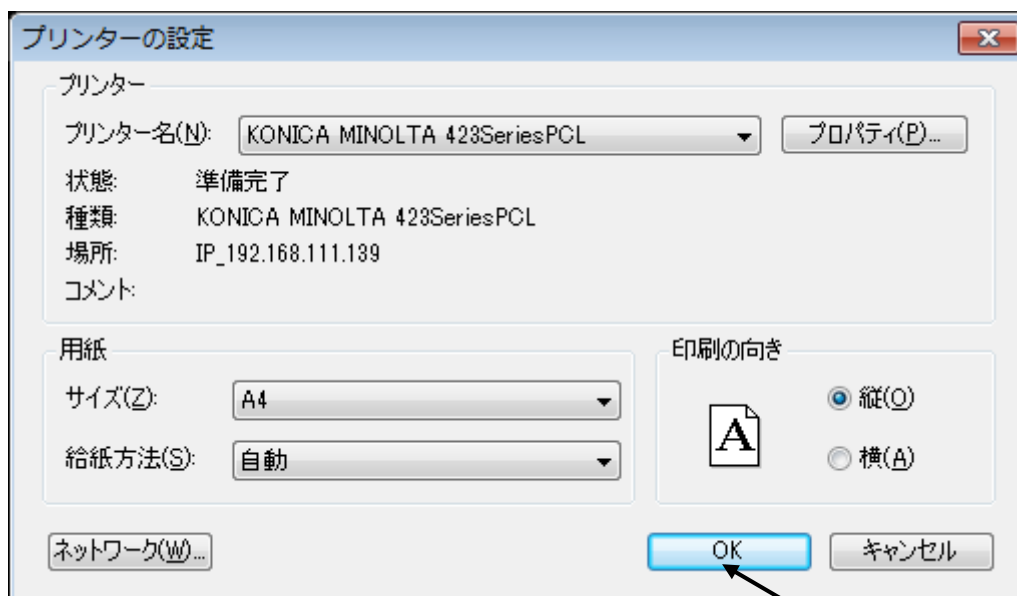 プリンターの設定
プリンター
プリンター名(N): KONICA MINOLTA 423SeriesPCL プロパティ(P)...
状態: 準備完了
種類: KONICA MINOLTA 423SeriesPCL
場所: IP_192.168.111.139
コメント:
用紙
サイズ(Z): A4
給紙方法(S): 自動
印刷の向き
A
縦(O)
横(A)
ネットワーク(W)... OK キャンセル